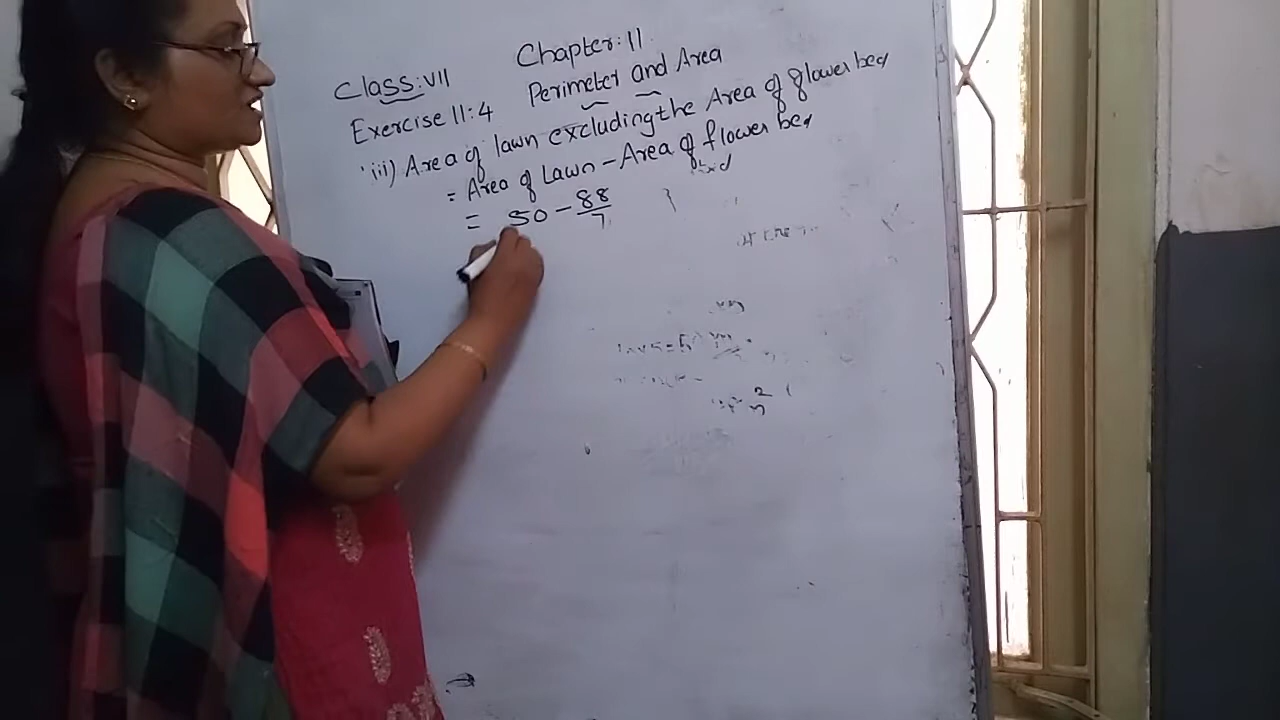 Chapter: 11
Class: VII
Perimeter and Area
Exercise 11:4
iii) Area of lawn excluding the Area of flower bed
= Area of Lawn - Area of flower bed
= 50 - 88/7